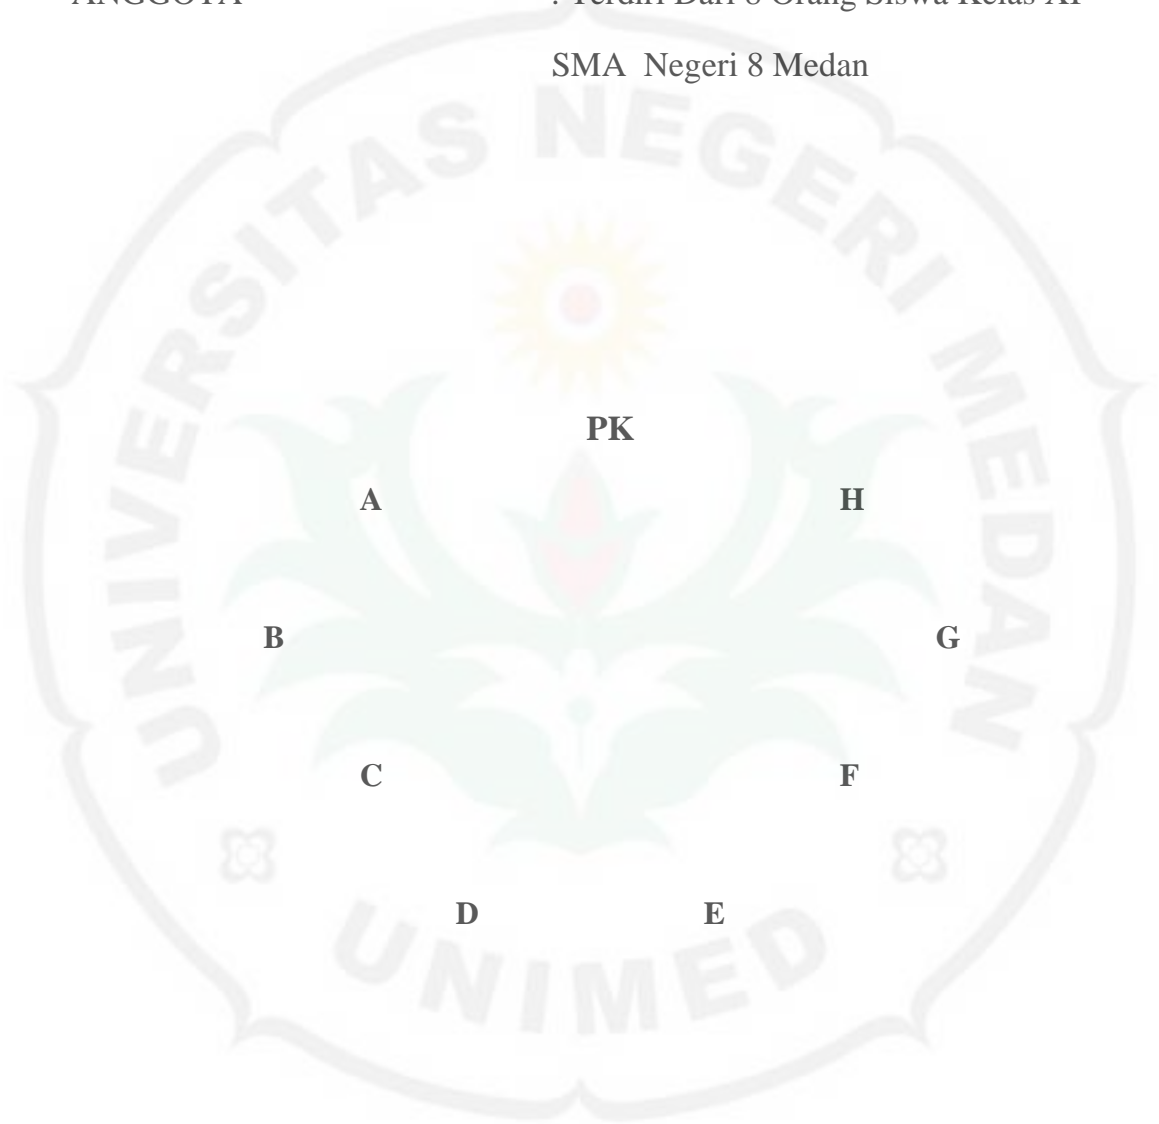 ANGGOTA : Terdiri Dari 8 Orang Siswa Kelas XI
SMA Negeri 8 Medan
UNIVERSITAS NEGERI MEDAN
PK
A H
B G
C F
D E
UNIMED